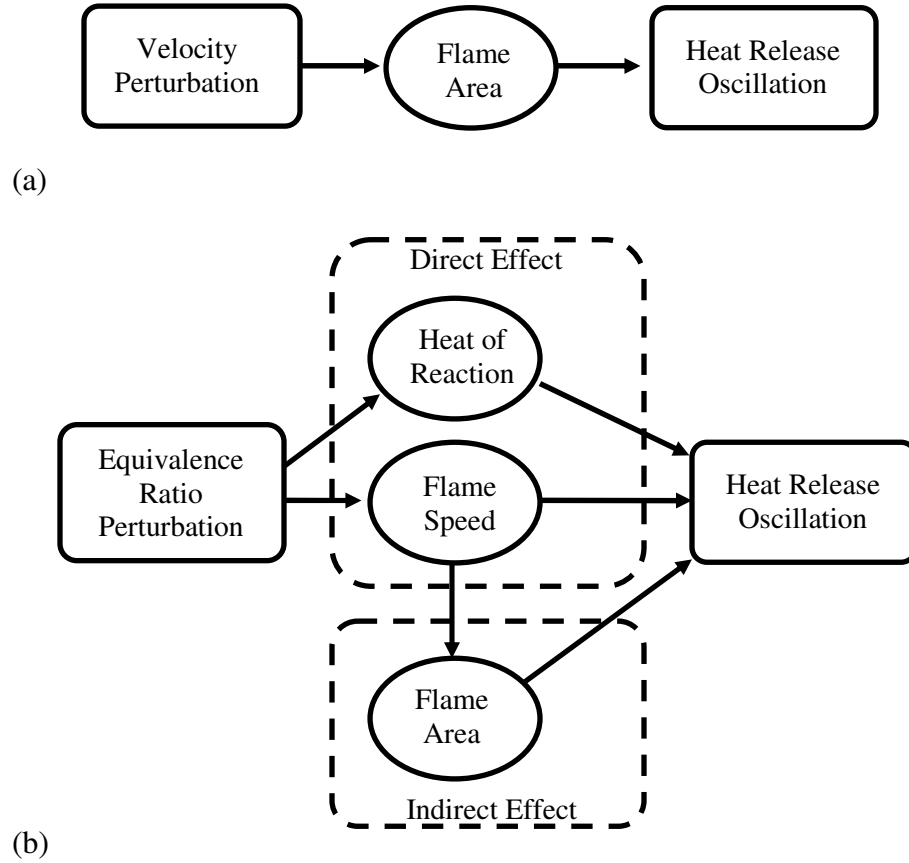 Velocity
Perturbation
Flame
Area
Heat Release
Oscillation
(a)
Direct Effect
Heat of
Reaction
Equivalence
Ratio
Perturbation
Flame
Speed
Heat Release
Oscillation
Flame
Area
Indirect Effect
(b)